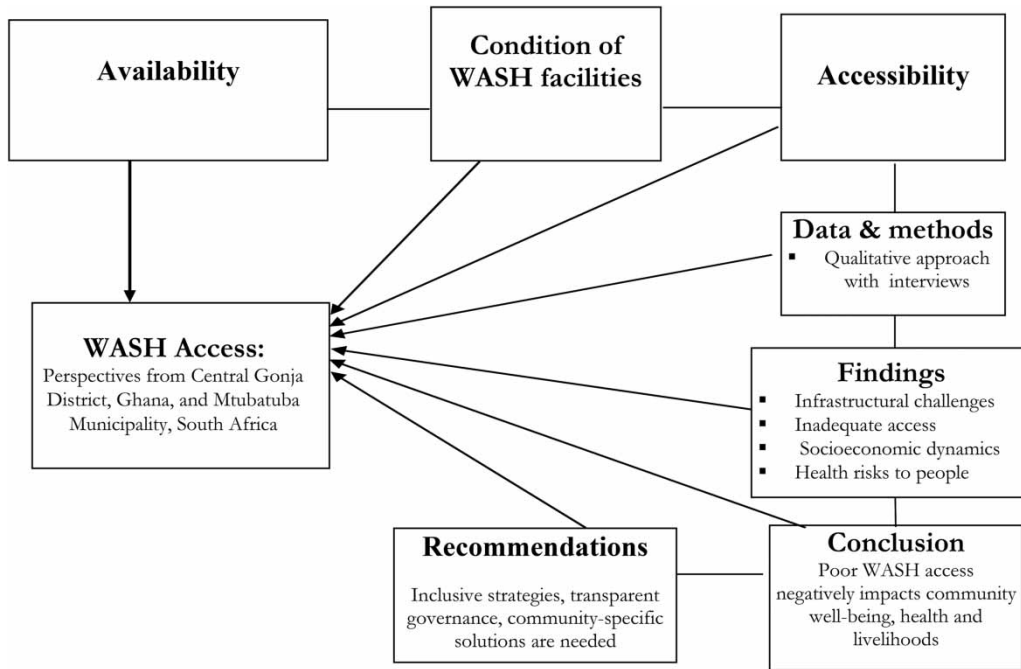 Availability
Condition of
WASH facilities
Accessibility
Data & methods
▪ Qualitative approach
with interviews
WASH Access:
Perspectives from Central Gonja
District, Ghana, and Mtubatuba
Municipality, South Africa
Findings
▪ Infrastructural challenges
▪ Inadequate access
▪ Socioeconomic dynamics
▪ Health risks to people
Recommendations
Inclusive strategies, transparent
governance, community-specific
solutions are needed
Conclusion
Poor WASH access
negatively impacts community
well-being, health and
livelihoods